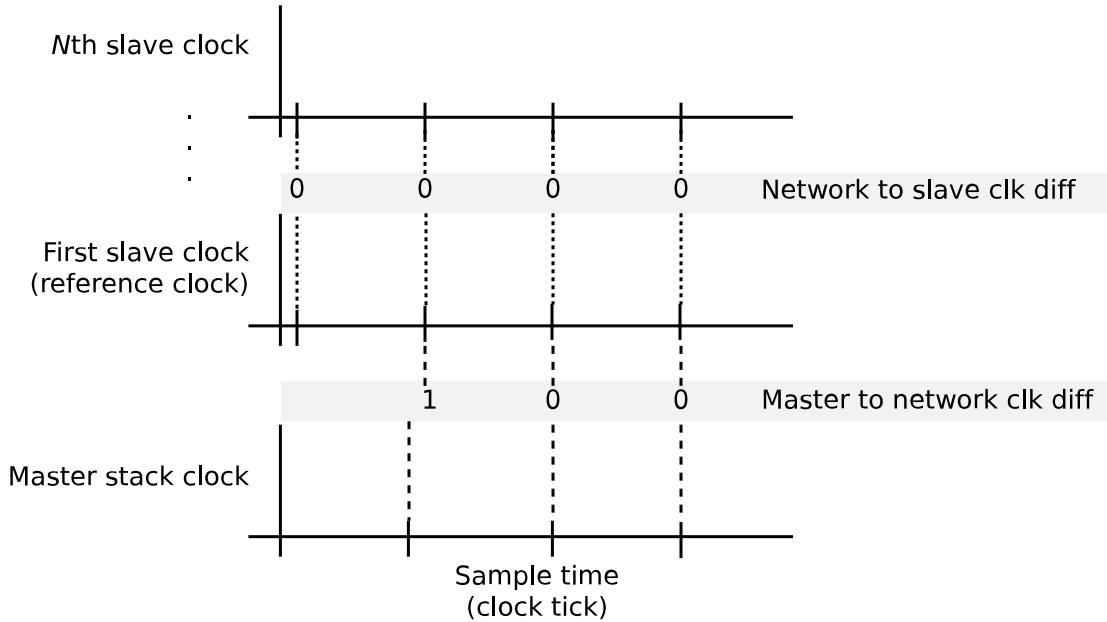 Nth slave clock
.
.
.
0 0 0 0 Network to slave clk diff
First slave clock
(reference clock)
1 0 0 Master to network clk diff
Master stack clock
Sample time
(clock tick)